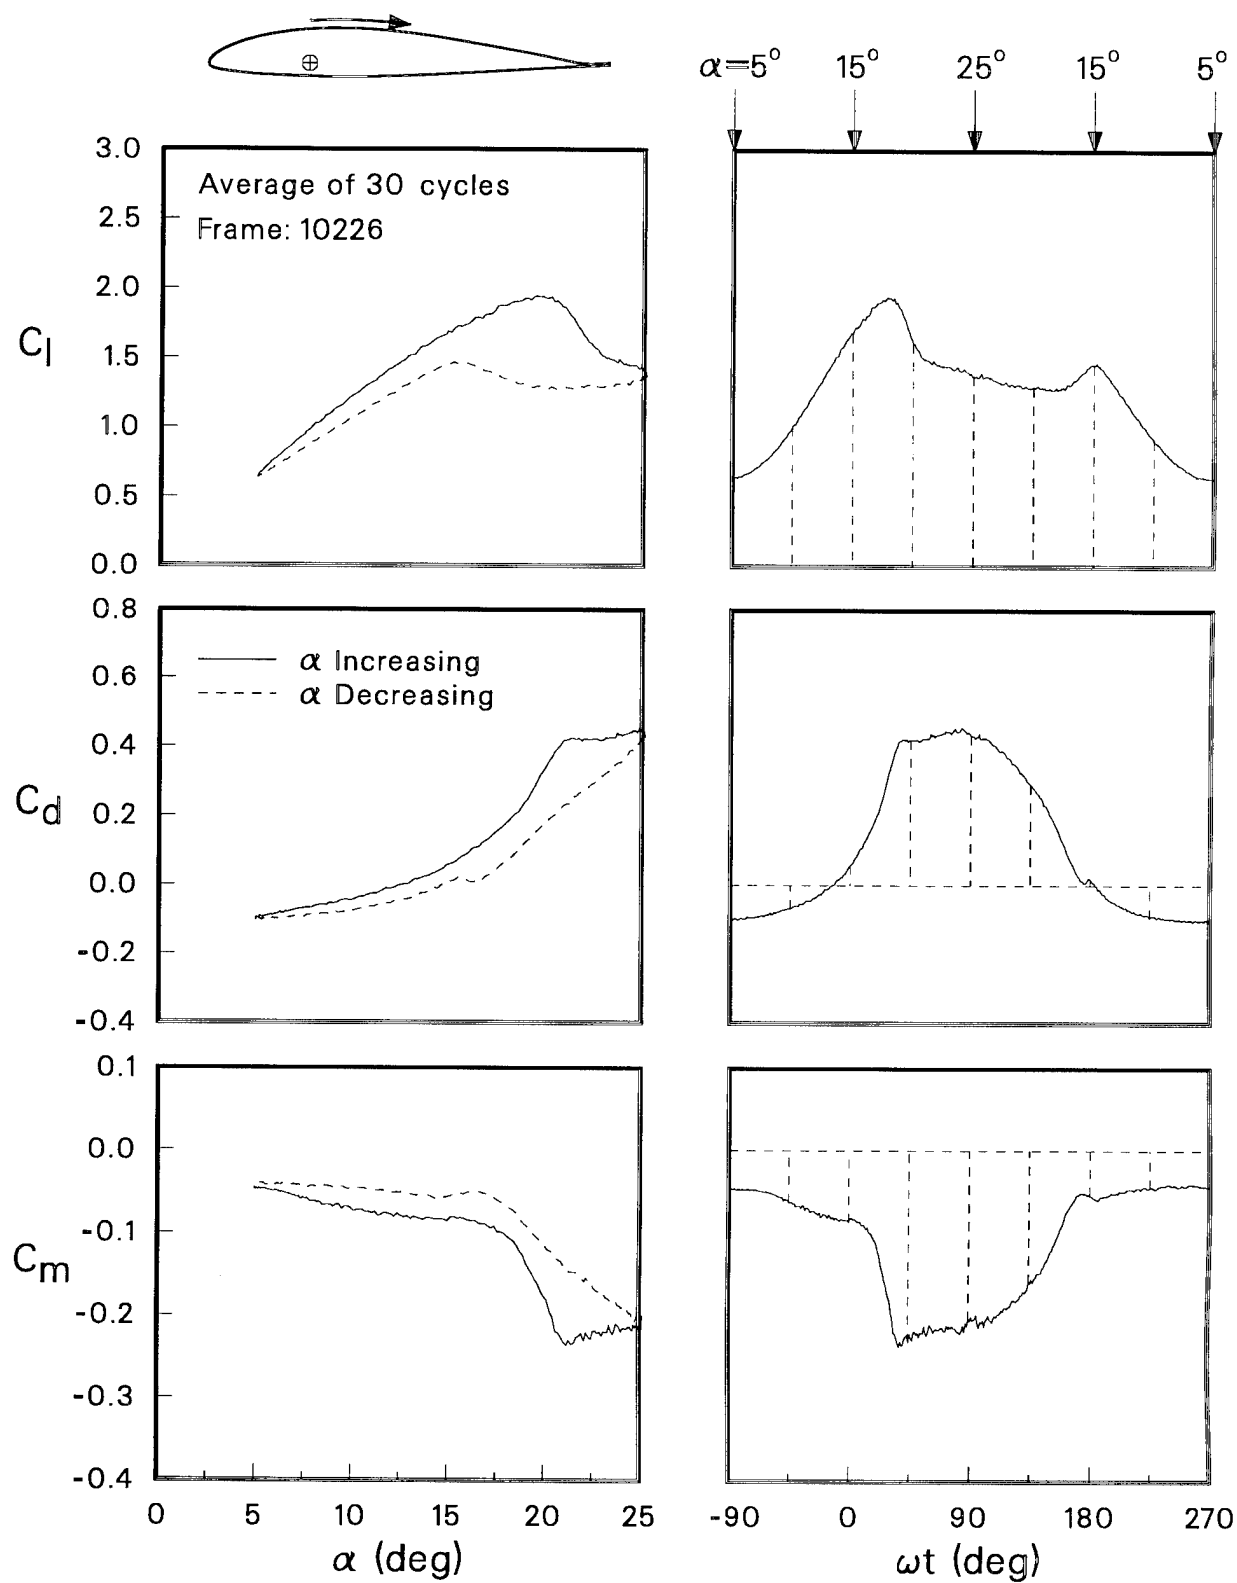 α=5° 15° 25° 15° 5°
3.0
2.5
2.0
1.5
1.0
0.5
0.0
Cl
Average of 30 cycles
Frame: 10226
0.8
0.6
0.4
0.2
0.0
-0.2
-0.4
Cd
α Increasing
α Decreasing
0.1
0.0
-0.1
-0.2
-0.3
-0.4
Cm
0 5 10 15 20 25
α (deg)
-90 0 90 180 270
ωt (deg)